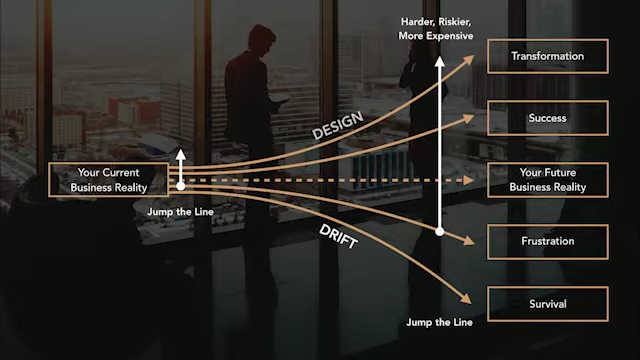 Harder, Riskier,
More Expensive
Transformation
DESIGN
Success
Your Current
Business Reality
Your Future
Business Reality
Jump the Line
DRIFT
Frustration
Survival
Jump the Line